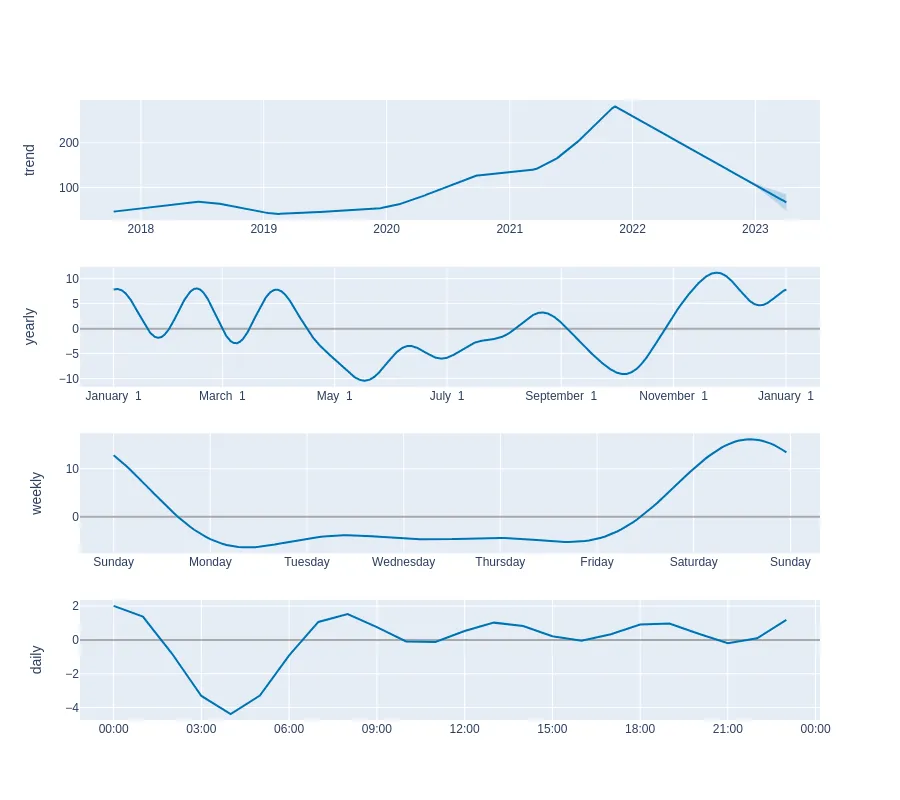 trend
200
100
2018 2019 2020 2021 2022 2023
yearly
10
5
0
−5
−10
January 1 March 1 May 1 July 1 September 1 November 1 January 1
weekly
10
0
Sunday Monday Tuesday Wednesday Thursday Friday Saturday Sunday
daily
2
0
−2
−4
00:00 03:00 06:00 09:00 12:00 15:00 18:00 21:00 00:00